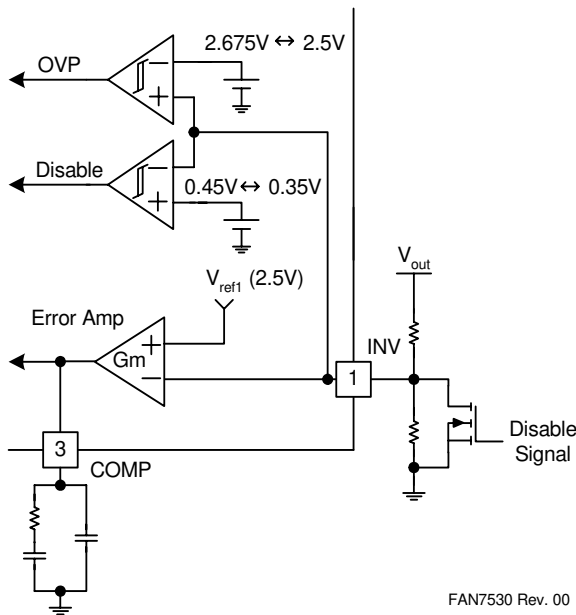 2.675V ↔ 2.5V
OVP
Disable
0.45V ↔ 0.35V
Vref1 (2.5V)
Vout
Error Amp
Gm
INV
1
Disable
Signal
3
COMP
FAN7530 Rev. 00